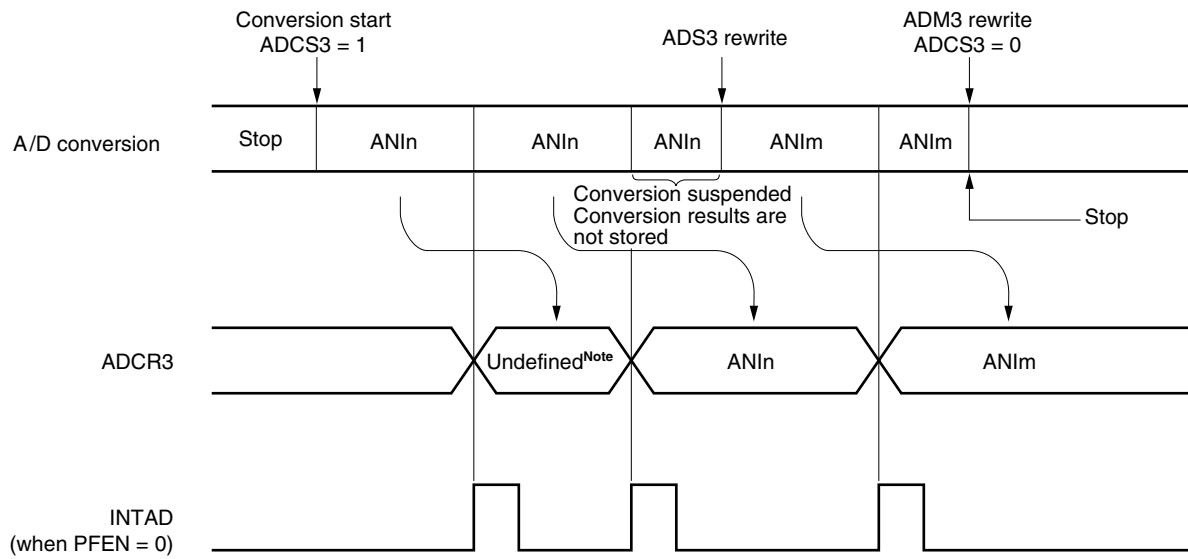 Conversion start
ADCS3 = 1
ADS3 rewrite
ADM3 rewrite
ADCS3 = 0
A/D conversion
Stop
ANIn
ANIn
ANIn
ANIm
ANIm
Conversion suspended
Conversion results are
not stored
Stop
ADCR3
UndefinedNote
ANIn
ANIm
INTAD
(when PFEN = 0)